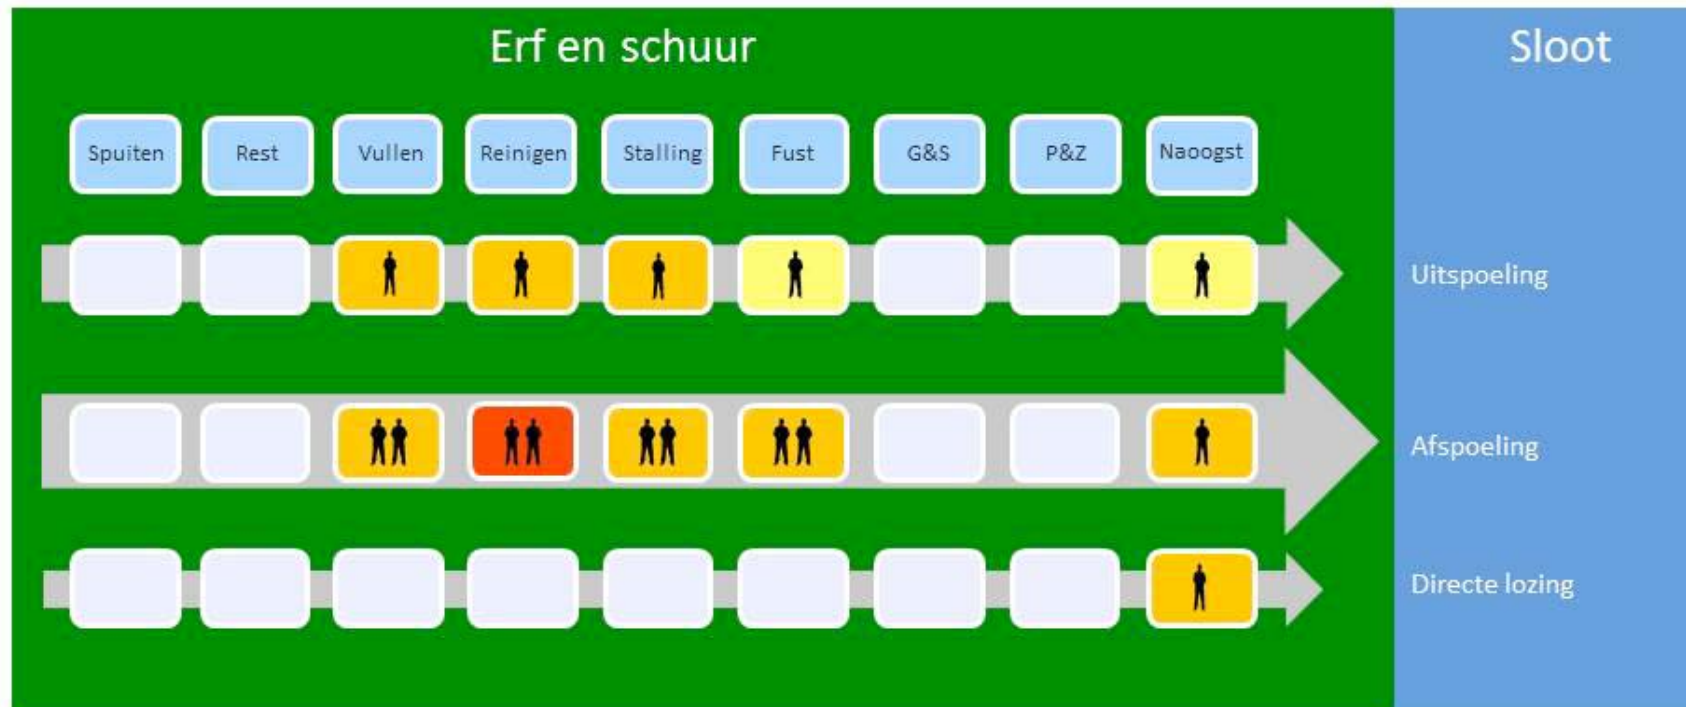 Erf en schuur
Sloot
Spuiten
Rest
Vullen
Reinigen
Stalling
Fust
G&S
P&Z
Naoogst
Uitspoeling
Afspoeling
Directe lozing